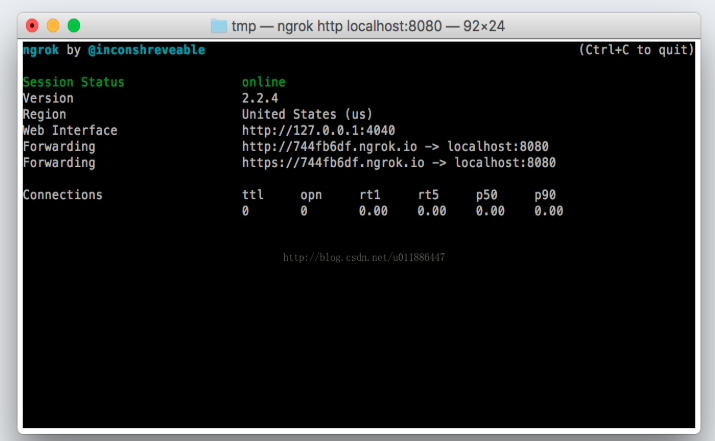 tmp — ngrok http localhost:8080 — 92×24
ngrok by @inconshreveable (Ctrl+C to quit)
Session Status online
Version 2.2.4
Region United States (us)
Web Interface http://127.0.0.1:4040
Forwarding http://744fb6df.ngrok.io -> localhost:8080
Forwarding https://744fb6df.ngrok.io -> localhost:8080
Connections ttl opn rt1 rt5 p50 p90
0 0 0.00 0.00 0.00 0.00
http://blog.csdn.net/u011886447